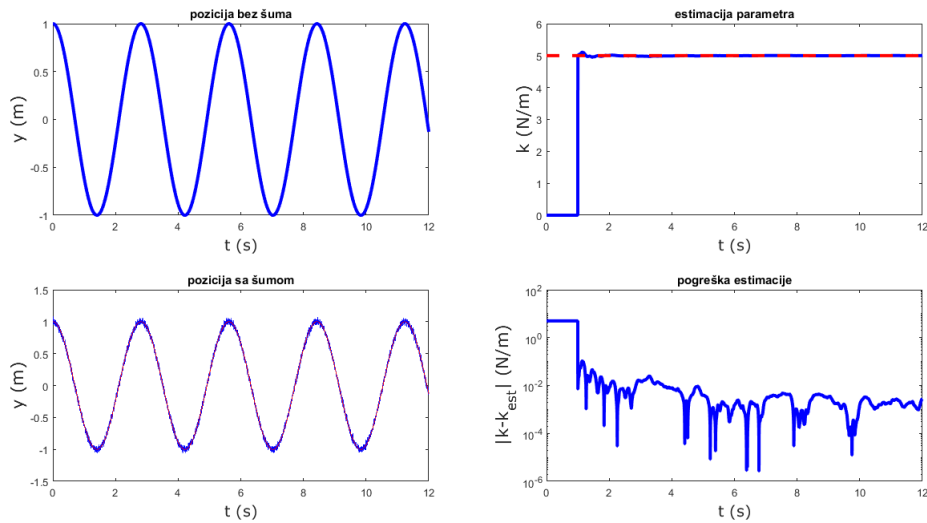 pozicija bez šuma
1
0.5
0
-0.5
-1
y (m)
0 2 4 6 8 10 12
t (s)
estimacija parametra
6
5
4
3
2
1
0
k (N/m)
0 2 4 6 8 10 12
t (s)
pozicija sa šumom
1.5
1
0.5
0
-0.5
-1
-1.5
y (m)
0 2 4 6 8 10 12
t (s)
pogreška estimacije
10^2
10^0
10^-2
10^-4
10^-6
|k-k_est| (N/m)
0 2 4 6 8 10 12
t (s)